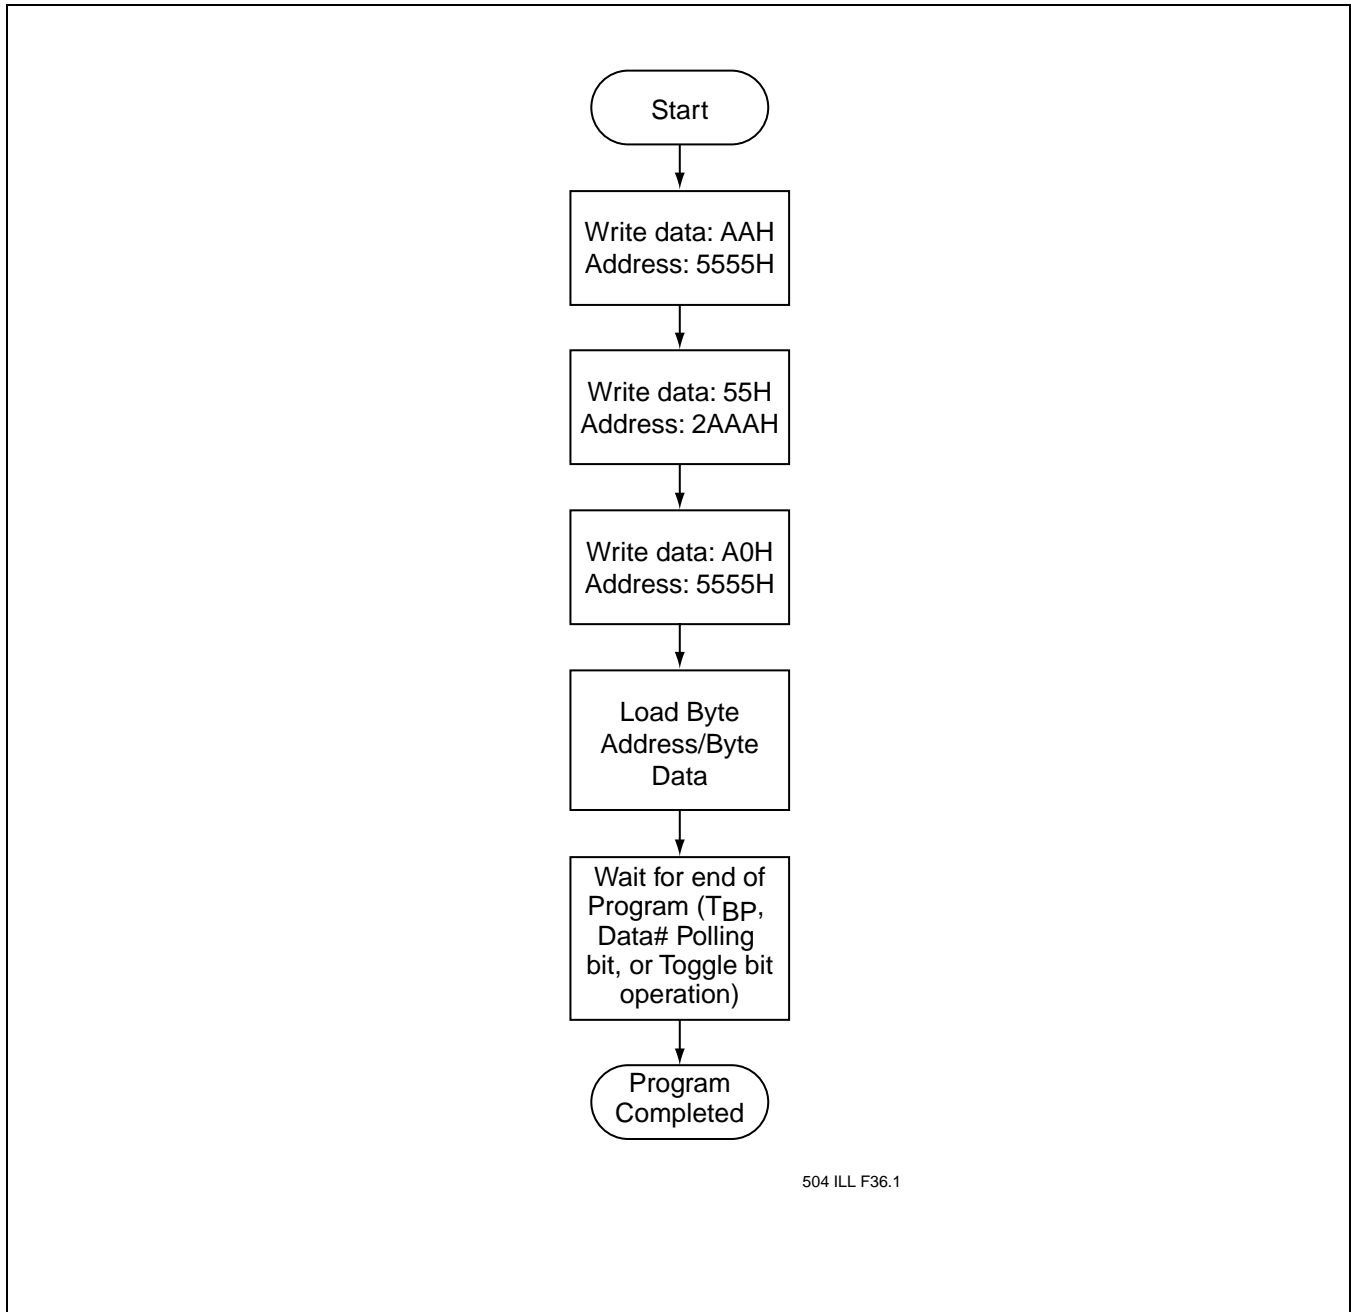 Start
Write data: AAH
Address: 5555H
Write data: 55H
Address: 2AAAH
Write data: A0H
Address: 5555H
Load Byte
Address/Byte
Data
Wait for end of
Program (TBP,
Data# Polling
bit, or Toggle bit
operation)
Program
Completed
504 ILL F36.1